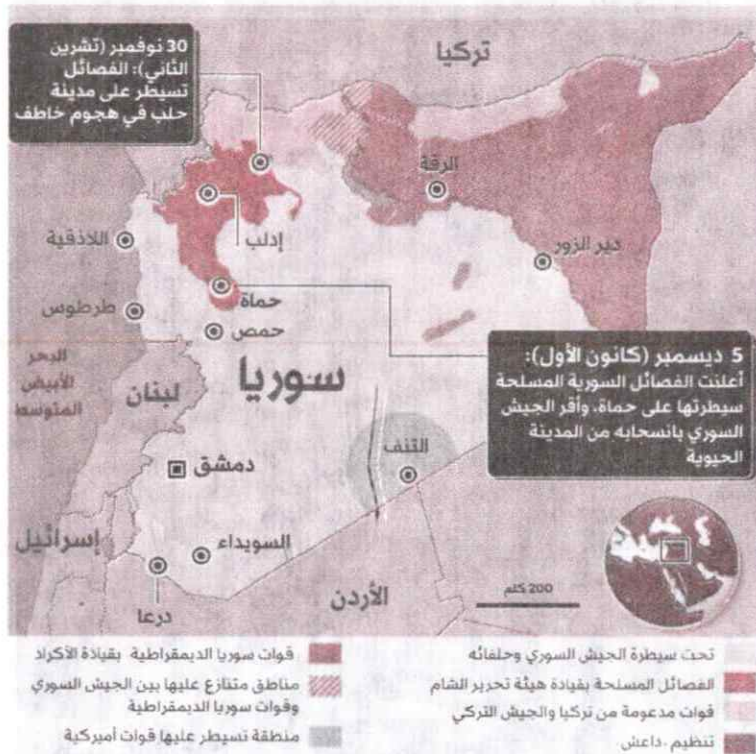 30 نوفمبر (تشرين
الثاني): الفصائل
تسيطر على مدينة
حلب في هجوم خاطف
تركيا
الرقة
إدلب
اللاذقية
دير الزور
حماة
طرطوس
حمص
5 ديسمبر (كانون الأول):
أعلنت الفصائل السورية المسلحة
سيطرتها على حماة، وأقر الجيش
السوري بانسحابه من المدينة
الحيوية
البحر
الأبيض
المتوسط
لبنان
سوريا
التنف
دمشق
إسرائيل
السويداء
درعا
الأردن
200 كلم
تحت سيطرة الجيش السوري وحلفائه
الفصائل المسلحة بقيادة هيئة تحرير الشام
قوات مدعومة من تركيا والجيش التركي
تنظيم «داعش»
قوات سوريا الديمقراطية بقيادة الأكراد
مناطق متنازع عليها بين الجيش السوري
وقوات سوريا الديمقراطية
منطقة تسيطر عليها قوات أميركية